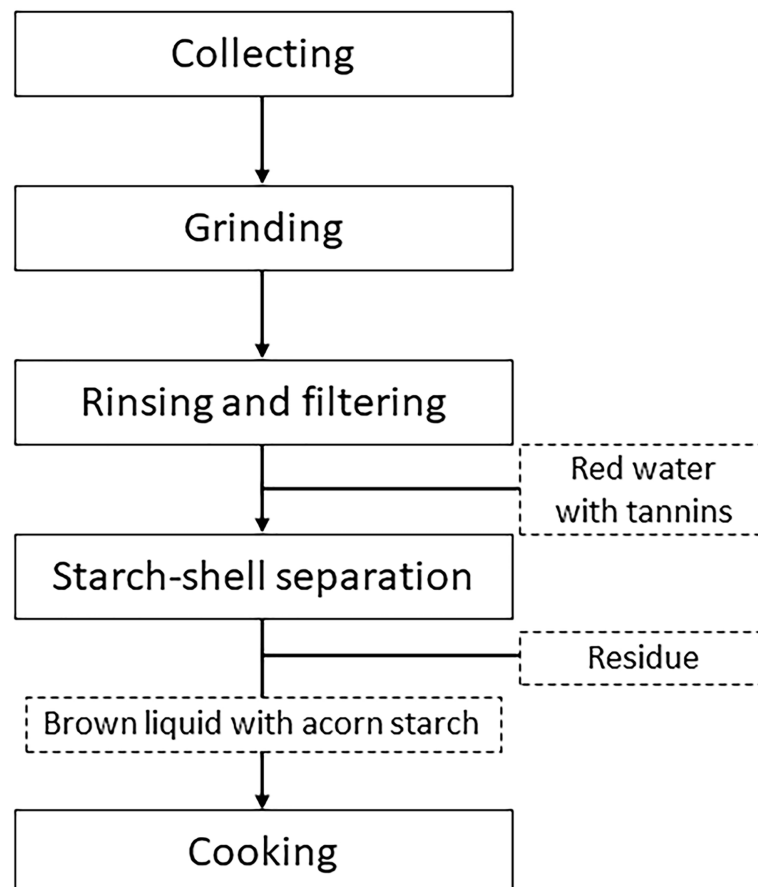 Collecting
Grinding
Rinsing and filtering
Red water
with tannins
Starch-shell separation
Residue
Brown liquid with acorn starch
Cooking